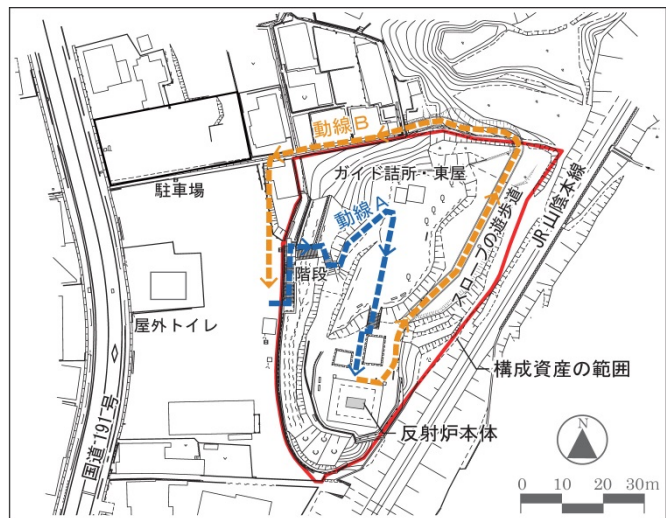 動線B
ガイド詰所・東屋
駐車場
動線A
階段
スロープの遊歩道
JR山陰本線
屋外トイレ
構成資産の範囲
反射炉本体
国道191号
N
0 10 20 30m